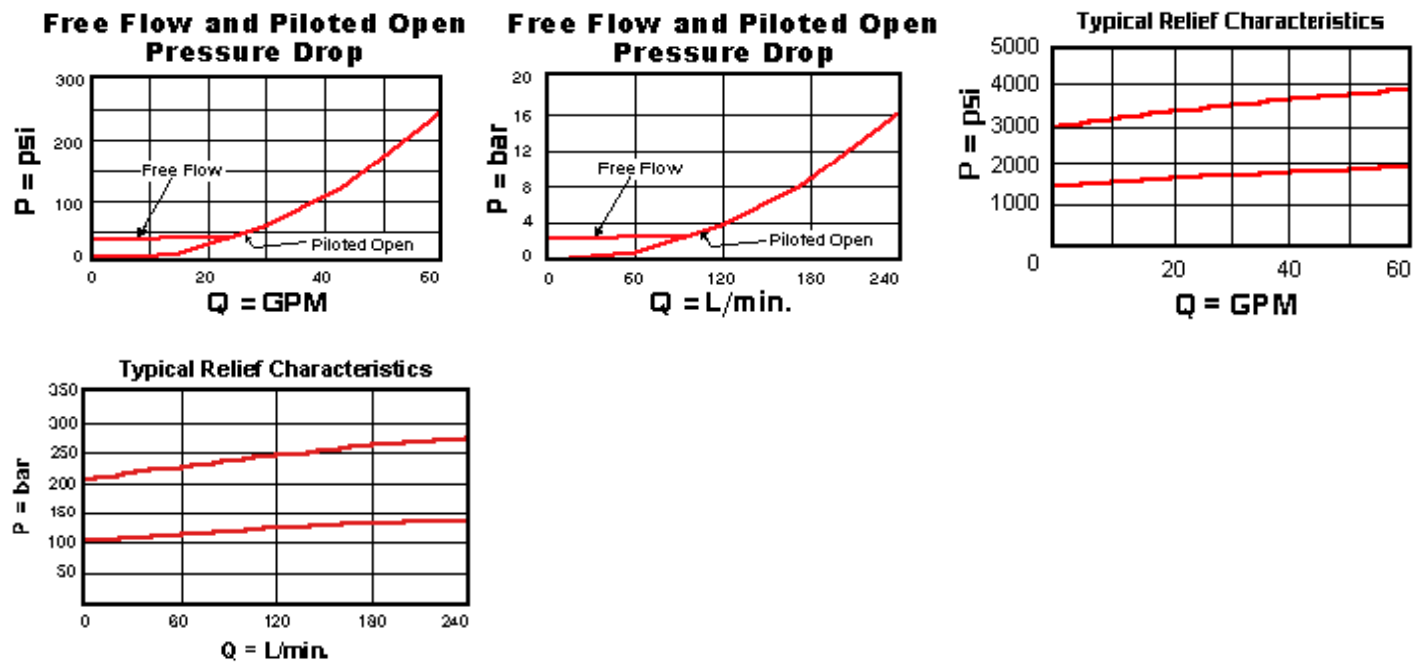 Free Flow and Piloted Open
Pressure Drop
300
200
100
0
P = psi
Free Flow
Piloted Open
0 20 40 60
Q = GPM
Free Flow and Piloted Open
Pressure Drop
20
16
12
8
4
0
P = bar
Free Flow
Piloted Open
0 60 120 180 240
Q = L/min.
Typical Relief Characteristics
5000
4000
3000
2000
1000
0
P = psi
20 40 60
Q = GPM
Typical Relief Characteristics
350
300
250
200
150
100
50
P = bar
0 60 120 180 240
Q = L/min.